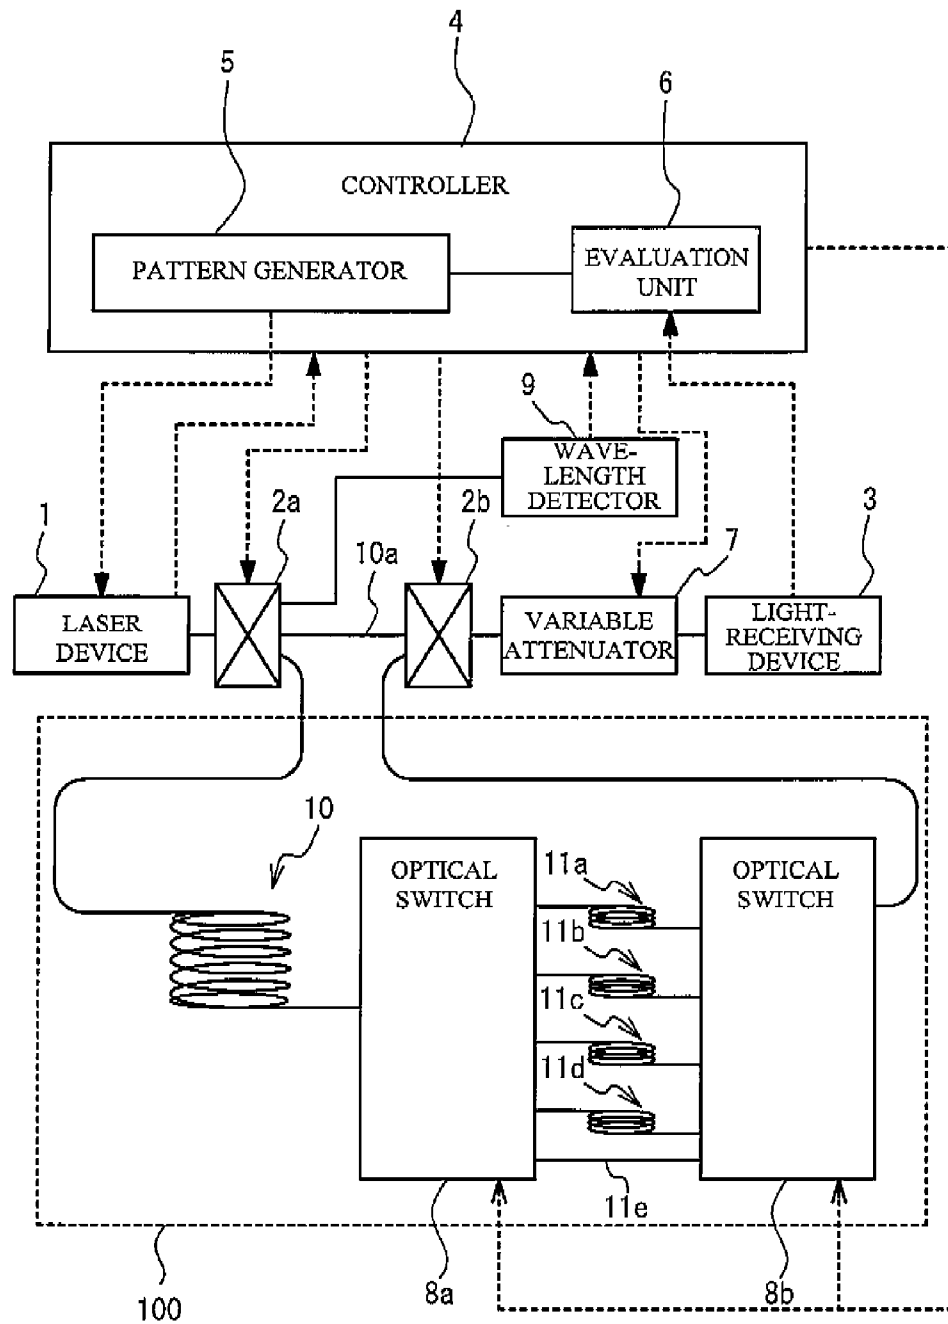 4
5
6
CONTROLLER
PATTERN GENERATOR
EVALUATION
UNIT
9
WAVE-
LENGTH
DETECTOR
1
2a
10a
2b
7
3
LASER
DEVICE
VARIABLE
ATTENUATOR
LIGHT-
RECEIVING
DEVICE
10
OPTICAL
SWITCH
11a
11b
11c
11d
11e
OPTICAL
SWITCH
100
8a
8b